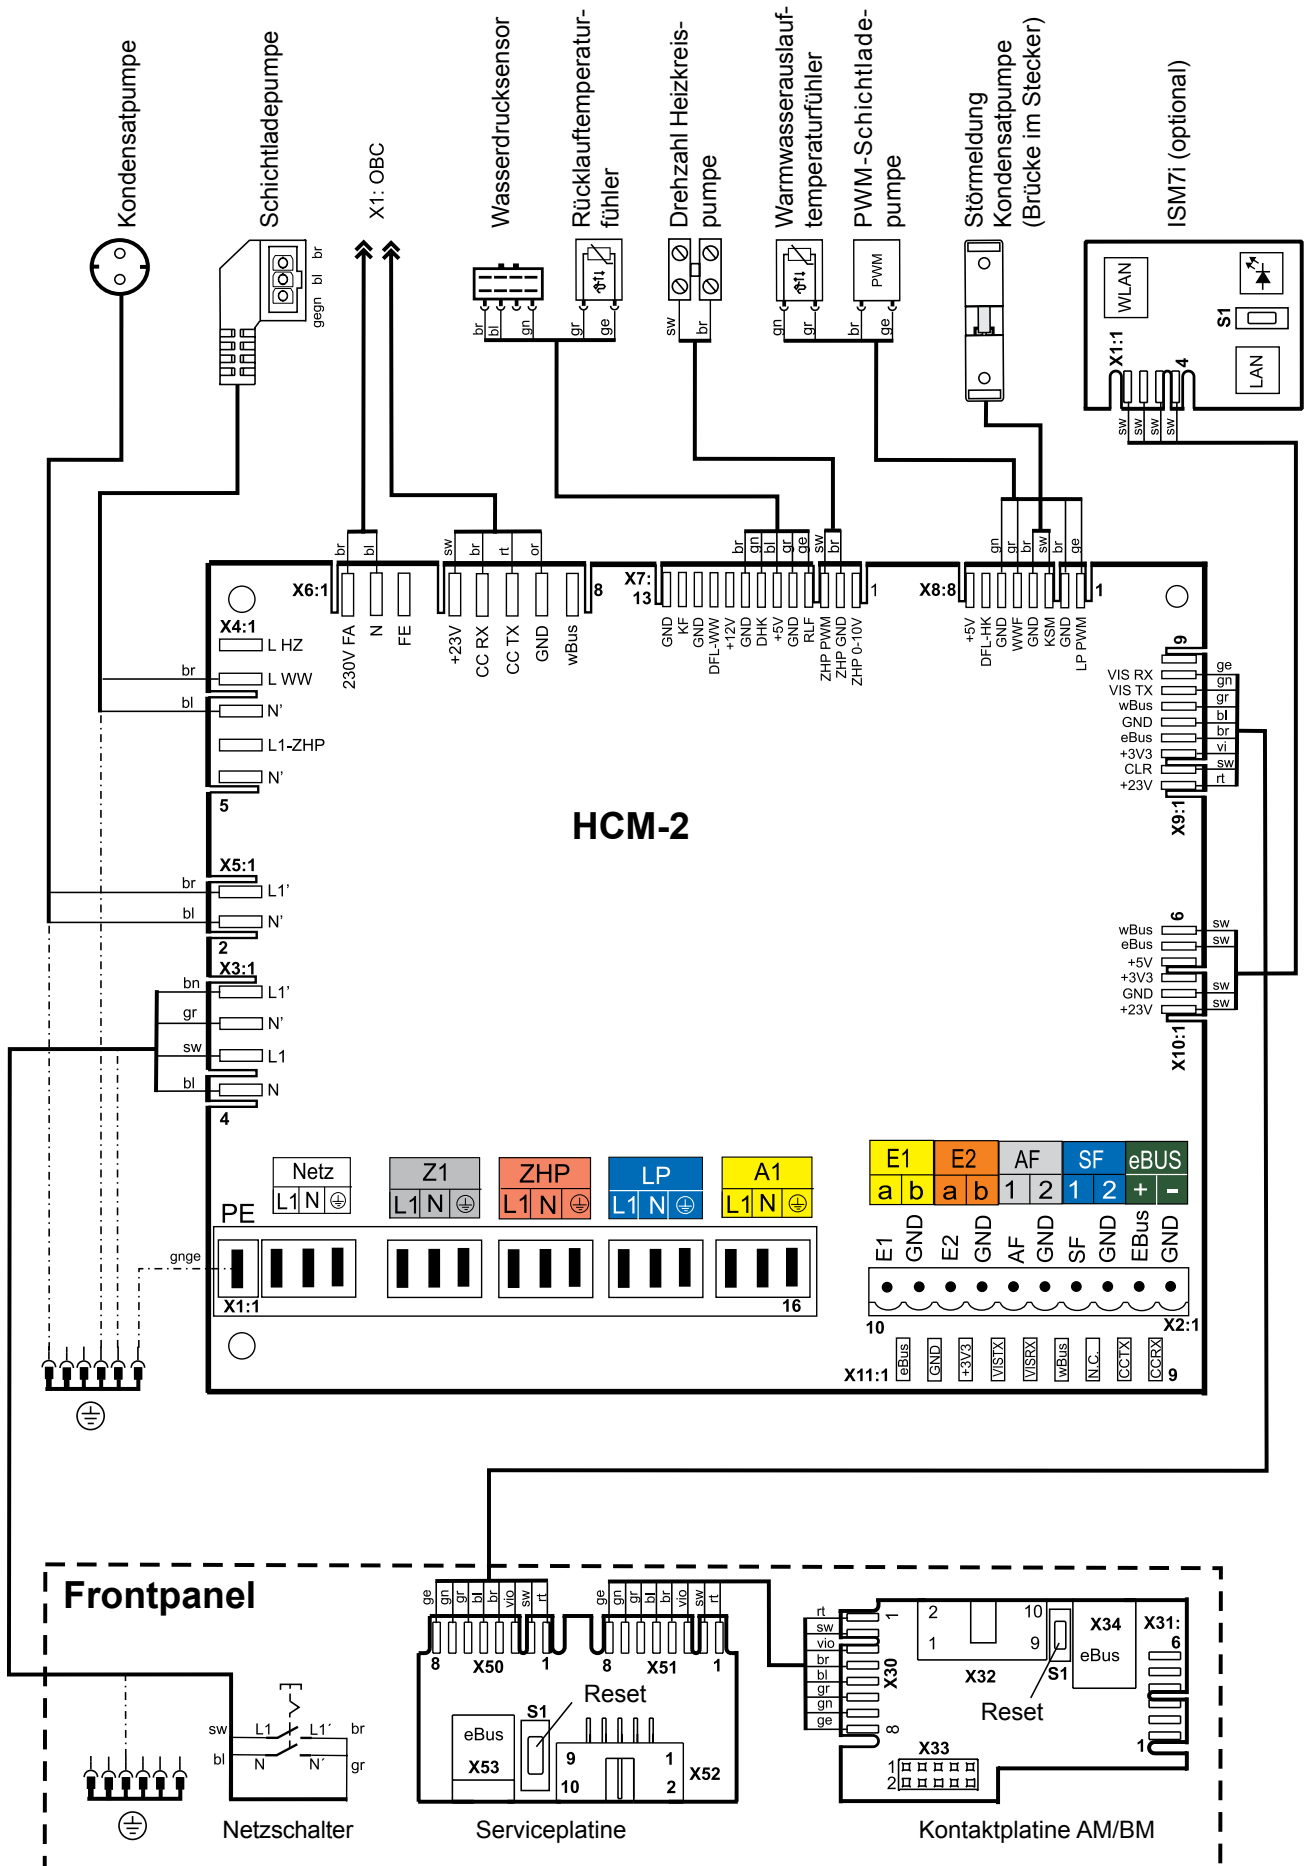 Kondensatpumpe
Schichtladepumpe
X1: OBC
Wasserdrucksensor
Rücklauftemperatur-
fühler
Drehzahl Heizkreis-
pumpe
Warmwasserauslauf-
temperaturfühler
PWM-Schichtlade-
pumpe
Störmeldung
Kondensatpumpe
(Brücke im Stecker)
ISM7i (optional)
gegn bl br
br bl gn
gr ge
sw br
gn gr
br ge
PWM
WLAN
LAN
S1
X1:1
4
sw sw sw sw
br bl
sw br rt or
br gn bl gr ge
sw br
gn gr br sw
br ge
X6:1
230V FA
N
FE
+23V
CC RX
CC TX
GND
wBus
8
X7:
13
GND
KF
GND
DFL-WW
+12V
GND
DHK
+5V
GND
RLF
ZHP PWM
ZHP GND
ZHP 0-10V
1
X8:8
+5V
DFL-HK
GND
WWF
GND
KSM
GND
LP PWM
1
X4:1
L HZ
br L WW
bl N'
L1-ZHP
N'
5
X5:1
br L1'
bl N'
2
X3:1
bn L1'
gr N'
sw L1
bl N
4
HCM-2
9
VIS RX ge
VIS TX gn
wBus gr
GND bl
eBus br
+3V3 vi
CLR sw
+23V rt
X9:1
6
wBus sw
eBus sw
+5V
+3V3
GND sw
+23V sw
X10:1
Netz
L1 N
Z1
L1 N
ZHP
L1 N
LP
L1 N
A1
L1 N
PE
gnge
X1:1
16
E1 E2 AF SF eBUS
a b a b 1 2 1 2 + -
E1 GND E2 GND AF GND SF GND EBus GND
10
X2:1
X11:1 eBus GND +3V3 VISTX VISRX wBus N.C. CCTX CCRX 9
Frontpanel
ge gn gr bl br vio sw rt
ge gn gr bl br vio sw rt
8 X50 1
8 X51 1
Reset
S1
eBus
X53
9 1
10 2
X52
Serviceplatine
rt
sw
vio
br
bl
gr
gn
ge
1
X30
8
2 10
1 9
X32
S1
Reset
X34
eBus
X31:
6
1
X33
1
2
Kontaktplatine AM/BM
sw L1 L1´ br
bl N N´ gr
Netzschalter